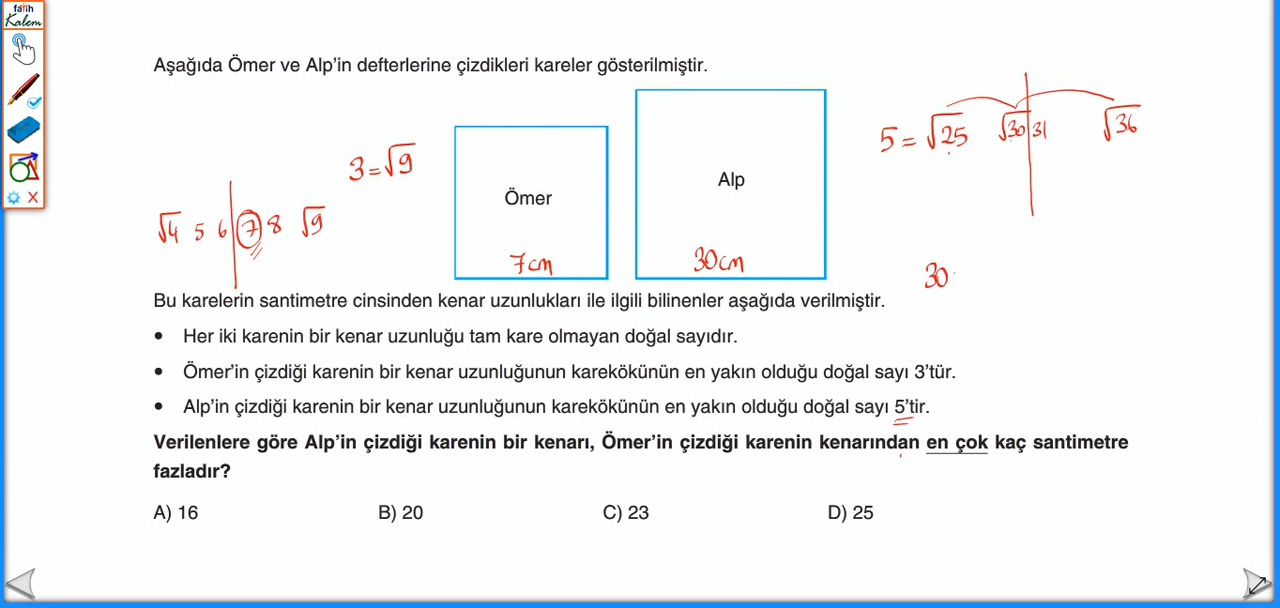 fatih
Kalem
Aşağıda Ömer ve Alp'in defterlerine çizdikleri kareler gösterilmiştir.
5 = √25 √30 31 √36
3 = √9
Alp
Ömer
√4 5 6 7 8 √9
7cm
30cm
30
Bu karelerin santimetre cinsinden kenar uzunlukları ile ilgili bilinenler aşağıda verilmiştir.
• Her iki karenin bir kenar uzunluğu tam kare olmayan doğal sayıdır.
• Ömer'in çizdiği karenin bir kenar uzunluğunun karekökünün en yakın olduğu doğal sayı 3'tür.
• Alp'in çizdiği karenin bir kenar uzunluğunun karekökünün en yakın olduğu doğal sayı 5'tir.
Verilenlere göre Alp'in çizdiği karenin bir kenarı, Ömer'in çizdiği karenin kenarından en çok kaç santimetre
fazladır?
A) 16 B) 20 C) 23 D) 25